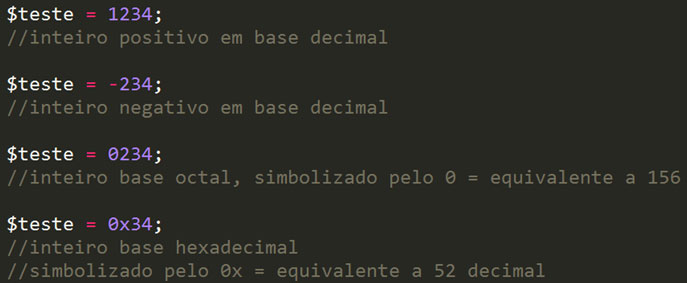 $teste = 1234;
//inteiro positivo em base decimal
$teste = -234;
//inteiro negativo em base decimal
$teste = 0234;
//inteiro base octal, simbolizado pelo 0 = equivalente a 156
$teste = 0x34;
//inteiro base hexadecimal
//simbolizado pelo 0x = equivalente a 52 decimal